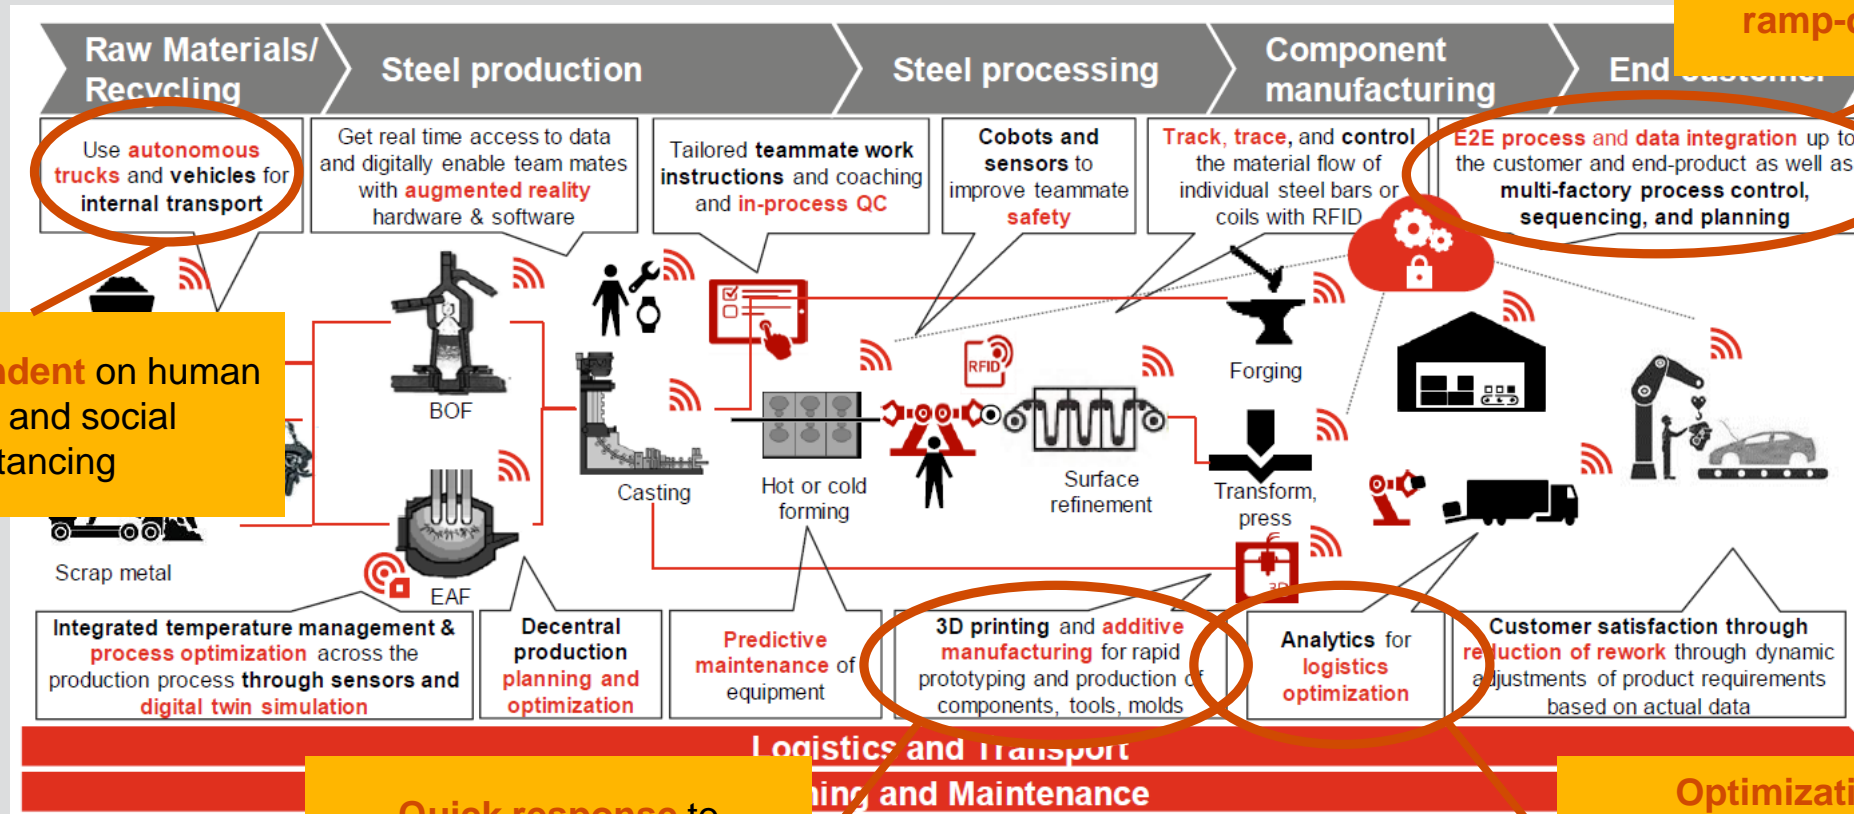 Raw Materials/
Recycling
Steel production
Steel processing
Component
manufacturing
End customer
Use autonomous
trucks and vehicles for
internal transport
Get real time access to data
and digitally enable team mates
with augmented reality
hardware & software
Tailored teammate work
instructions and coaching
and in-process QC
Cobots and
sensors to
improve teammate
safety
Track, trace, and control
the material flow of
individual steel bars or
coils with RFID
E2E process and data integration up to
the customer and end-product as well as
multi-factory process control,
sequencing, and planning
on human
and social
BOF
EAF
Scrap metal
Casting
Hot or cold
forming
RFID
Surface
refinement
Forging
Transform,
press
3D
Integrated temperature management &
process optimization across the
production process through sensors and
digital twin simulation
Decentral
production
planning and
optimization
Predictive
maintenance of
equipment
3D printing and additive
manufacturing for rapid
prototyping and production of
components, tools, molds
Analytics for
logistics
optimization
Customer satisfaction through
reduction of rework through dynamic
adjustments of product requirements
based on actual data
Logistics and Transport
and Maintenance
Quick response to